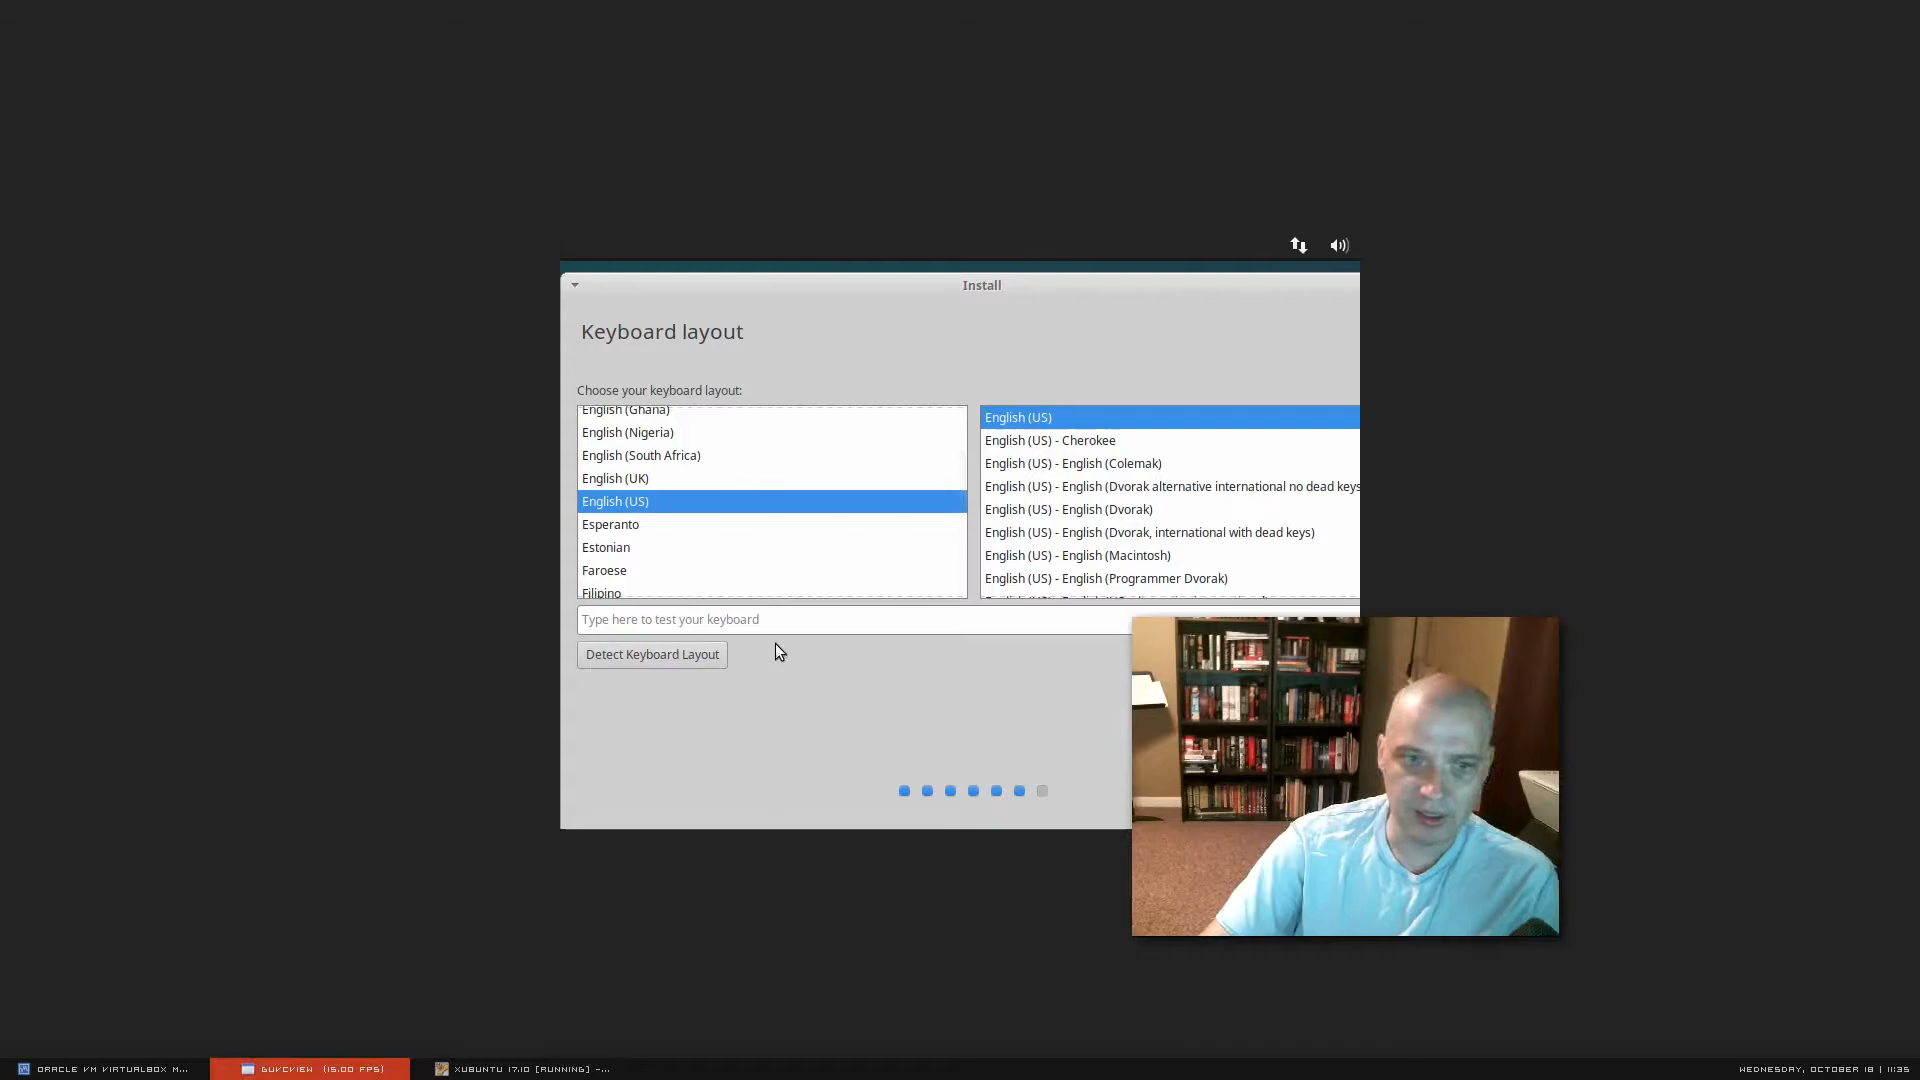 Install
Keyboard layout
Choose your keyboard layout:
English (Ghana)
English (Nigeria)
English (South Africa)
English (UK)
English (US)
Esperanto
Estonian
Faroese
Filipino
English (US)
English (US) - Cherokee
English (US) - English (Colemak)
English (US) - English (Dvorak alternative international no dead keys
English (US) - English (Dvorak)
English (US) - English (Dvorak, international with dead keys)
English (US) - English (Macintosh)
English (US) - English (Programmer Dvorak)
Type here to test your keyboard
Detect Keyboard Layout
ORACLE VM VIRTUALBOX M...
GUVCVIEW (15.00 FPS)
XUBUNTU 17.10 [RUNNING] -...
WEDNESDAY, OCTOBER 18 | 11:35